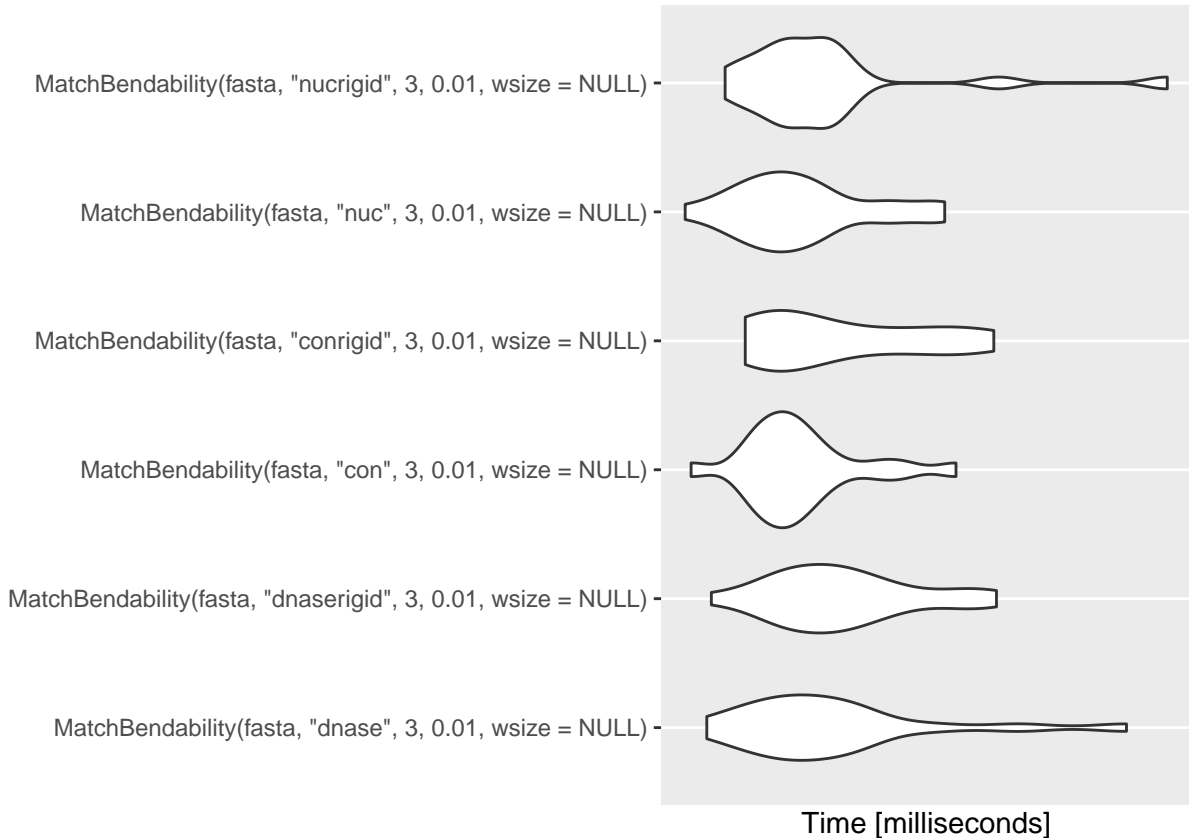 MatchBendability(fasta, "nucrigid", 3, 0.01, wsize = NULL)
MatchBendability(fasta, "nuc", 3, 0.01, wsize = NULL)
MatchBendability(fasta, "conrigid", 3, 0.01, wsize = NULL)
MatchBendability(fasta, "con", 3, 0.01, wsize = NULL)
MatchBendability(fasta, "dnaserigid", 3, 0.01, wsize = NULL)
MatchBendability(fasta, "dnase", 3, 0.01, wsize = NULL)
Time [milliseconds]